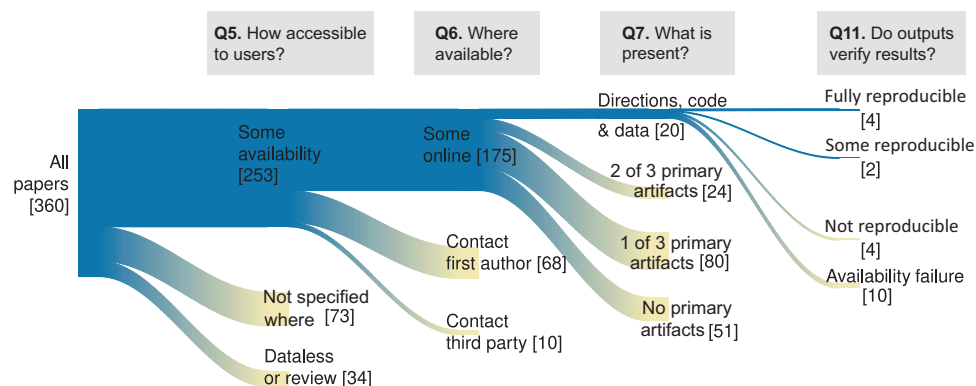 Q5. How accessible
to users?
Q6. Where
available?
Q7. What is
present?
Q11. Do outputs
verify results?
All
papers
[360]
Some
availability
[253]
Not specified
where [73]
Dataless
or review [34]
Some
online [175]
Contact
first author [68]
Contact
third party [10]
Directions, code
& data [20]
2 of 3 primary
artifacts [24]
1 of 3 primary
artifacts [80]
No primary
artifacts [51]
Fully reproducible
[4]
Some reproducible
[2]
Not reproducible
[4]
Availability failure
[10]